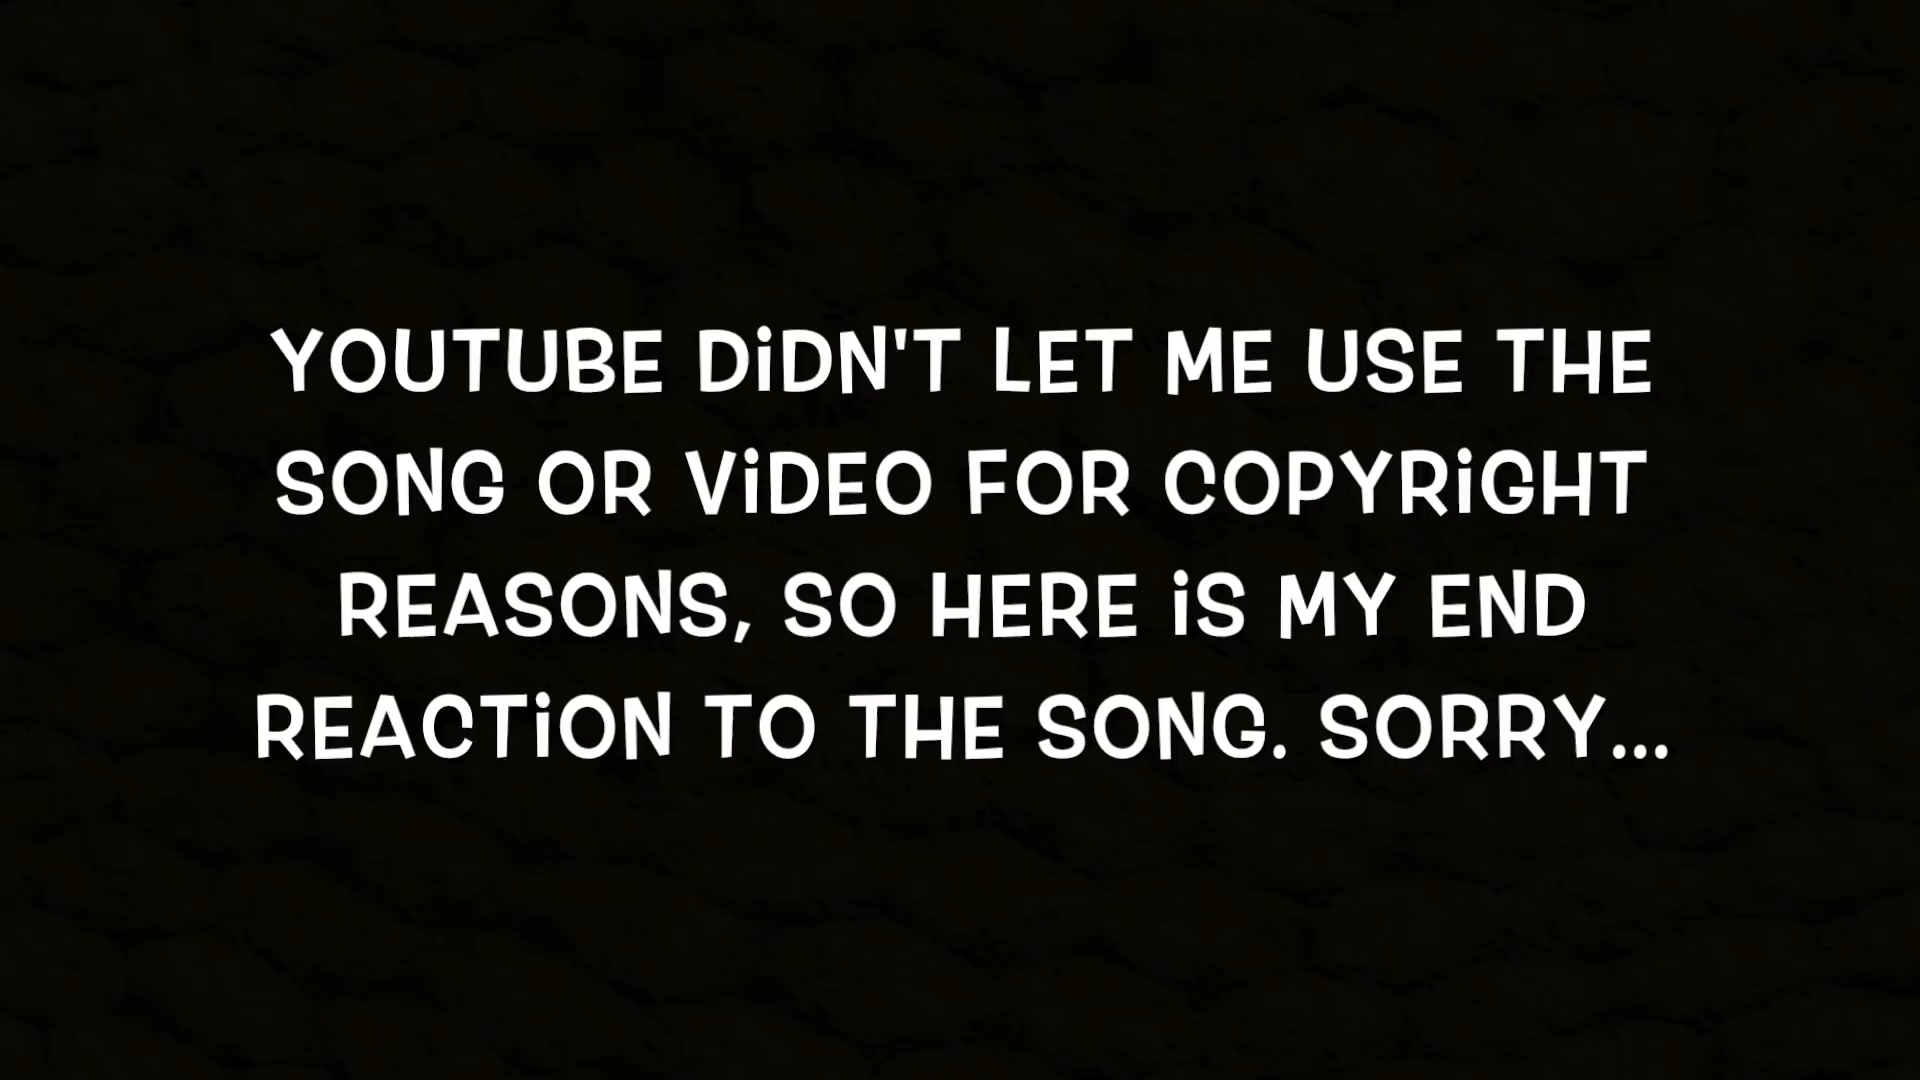 YOUTUBE DiDN'T LET ME USE THE
SONG OR ViDEO FOR COPYRiGHT
REASONS, SO HERE iS MY END
REACTiON TO THE SONG. SORRY...